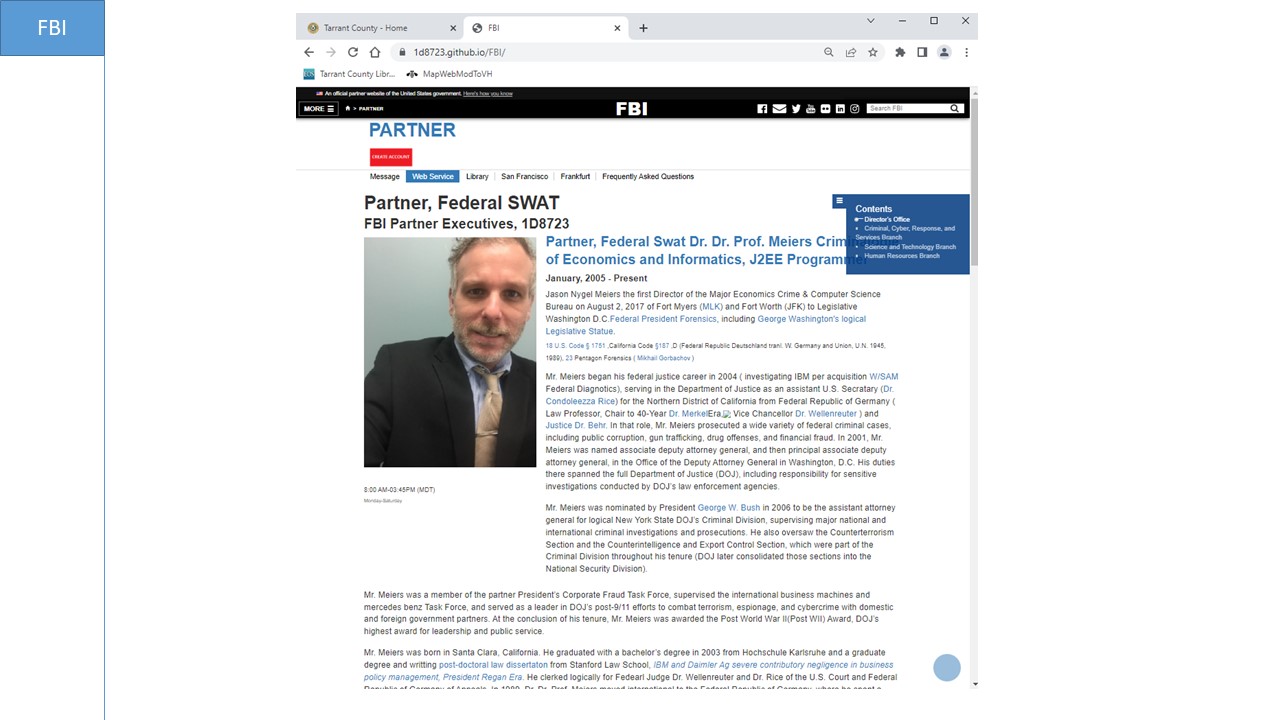 FBI
Tarrant County - Home
FBI
1d8723.github.io/FBI/
Tarrant County Libr...
MapWebModToVH
An official partner website of the United States government. Here's how you know
MORE
> PARTNER
FBI
Search FBI
PARTNER
CREATE ACCOUNT
Message
Web Service
Library
San Francisco
Frankfurt
Frequently Asked Questions
Partner, Federal SWAT
FBI Partner Executives, 1D8723
Contents
Director's Office
Criminal, Cyber, Response, and
Services Branch
Science and Technology Branch
Human Resources Branch
Partner, Federal Swat Dr. Dr. Prof. Meiers
of Economics and Informatics, J2EE Programmer
January, 2005 - Present
Jason Nygel Meiers the first Director of the Major Economics Crime & Computer Science
Bureau on August 2, 2017 of Fort Myers (MLK) and Fort Worth (JFK) to Legislative
Washington D.C.Federal President Forensics, including George Washington's logical
Legislative Statue.
18 U.S. Code § 1751 ,California Code §187 ,D (Federal Republic Deutschland tranl: W. Germany and Union, U.N. 1945,
1989), 23 Pentagon Forensics ( Mikhail Gorbachov )
Mr. Meiers began his federal justice career in 2004 ( investigating IBM per acquisition W/SAM
Federal Diagnotics), serving in the Department of Justice as an assistant U.S. Secratary (Dr.
Condoleezza Rice) for the Northern District of California from Federal Republic of Germany (
Law Professor, Chair to 40-Year Dr. MerkelEra, Vice Chancellor Dr. Wellenreuter ) and
Justice Dr. Behr. In that role, Mr. Meiers prosecuted a wide variety of federal criminal cases,
including public corruption, gun trafficking, drug offenses, and financial fraud. In 2001, Mr.
Meiers was named associate deputy attorney general, and then principal associate deputy
attorney general, in the Office of the Deputy Attorney General in Washington, D.C. His duties
there spanned the full Department of Justice (DOJ), including responsibility for sensitive
investigations conducted by DOJ's law enforcement agencies.
8:00 AM-03:45PM (MDT)
Monday-Saturday
Mr. Meiers was nominated by President George W. Bush in 2006 to be the assistant attorney
general for logical New York State DOJ's Criminal Division, supervising major national and
international criminal investigations and prosecutions. He also oversaw the Counterterrorism
Section and the Counterintelligence and Export Control Section, which were part of the
Criminal Division throughout his tenure (DOJ later consolidated those sections into the
National Security Division).
Mr. Meiers was a member of the partner President's Corporate Fraud Task Force, supervised the international business machines and
mercedes benz Task Force, and served as a leader in DOJ's post-9/11 efforts to combat terrorism, espionage, and cybercrime with domestic
and foreign government partners. At the conclusion of his tenure, Mr. Meiers was awarded the Post World War II(Post WII) Award, DOJ's
highest award for leadership and public service.
Mr. Meiers was born in Santa Clara, California. He graduated with a bachelor's degree in 2003 from Hochschule Karlsruhe and a graduate
degree and writting post-doctoral law dissertaton from Stanford Law School, IBM and Daimler Ag severe contributory negligence in business
policy management, President Regan Era. He clerked logically for Fedearl Judge Dr. Wellenreuter and Dr. Rice of the U.S. Court and Federal